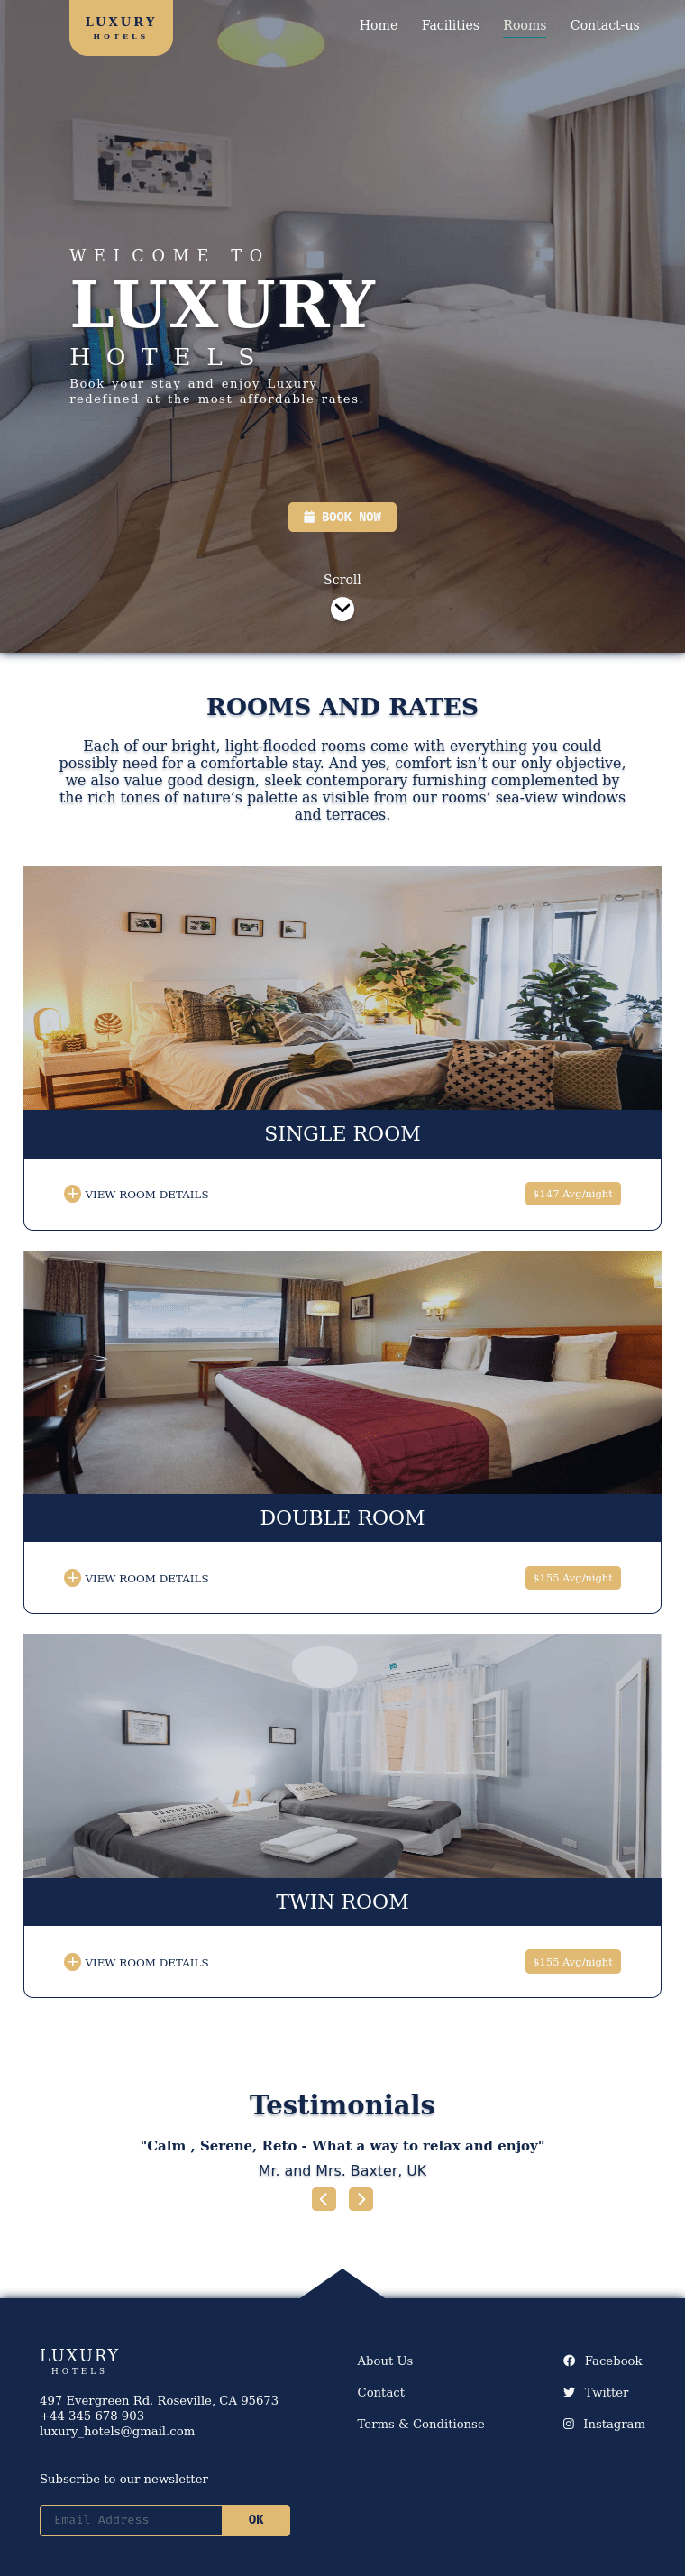 LUXURY
HOTELS
Home Facilities Rooms Contact-us
WELCOME TO
LUXURY
HOTELS
Book your stay and enjoy Luxury
redefined at the most affordable rates.
BOOK NOW
Scroll
ROOMS AND RATES
Each of our bright, light-flooded rooms come with everything you could
possibly need for a comfortable stay. And yes, comfort isn’t our only objective,
we also value good design, sleek contemporary furnishing complemented by
the rich tones of nature’s palette as visible from our rooms’ sea-view windows
and terraces.
SINGLE ROOM
VIEW ROOM DETAILS $147 Avg/night
DOUBLE ROOM
VIEW ROOM DETAILS $155 Avg/night
TWIN ROOM
VIEW ROOM DETAILS $155 Avg/night
Testimonials
"Calm , Serene, Reto - What a way to relax and enjoy"
Mr. and Mrs. Baxter, UK
LUXURY
HOTELS
497 Evergreen Rd. Roseville, CA 95673
+44 345 678 903
luxury_hotels@gmail.com
Subscribe to our newsletter
Email Address OK
About Us
Contact
Terms & Conditionse
Facebook
Twitter
Instagram